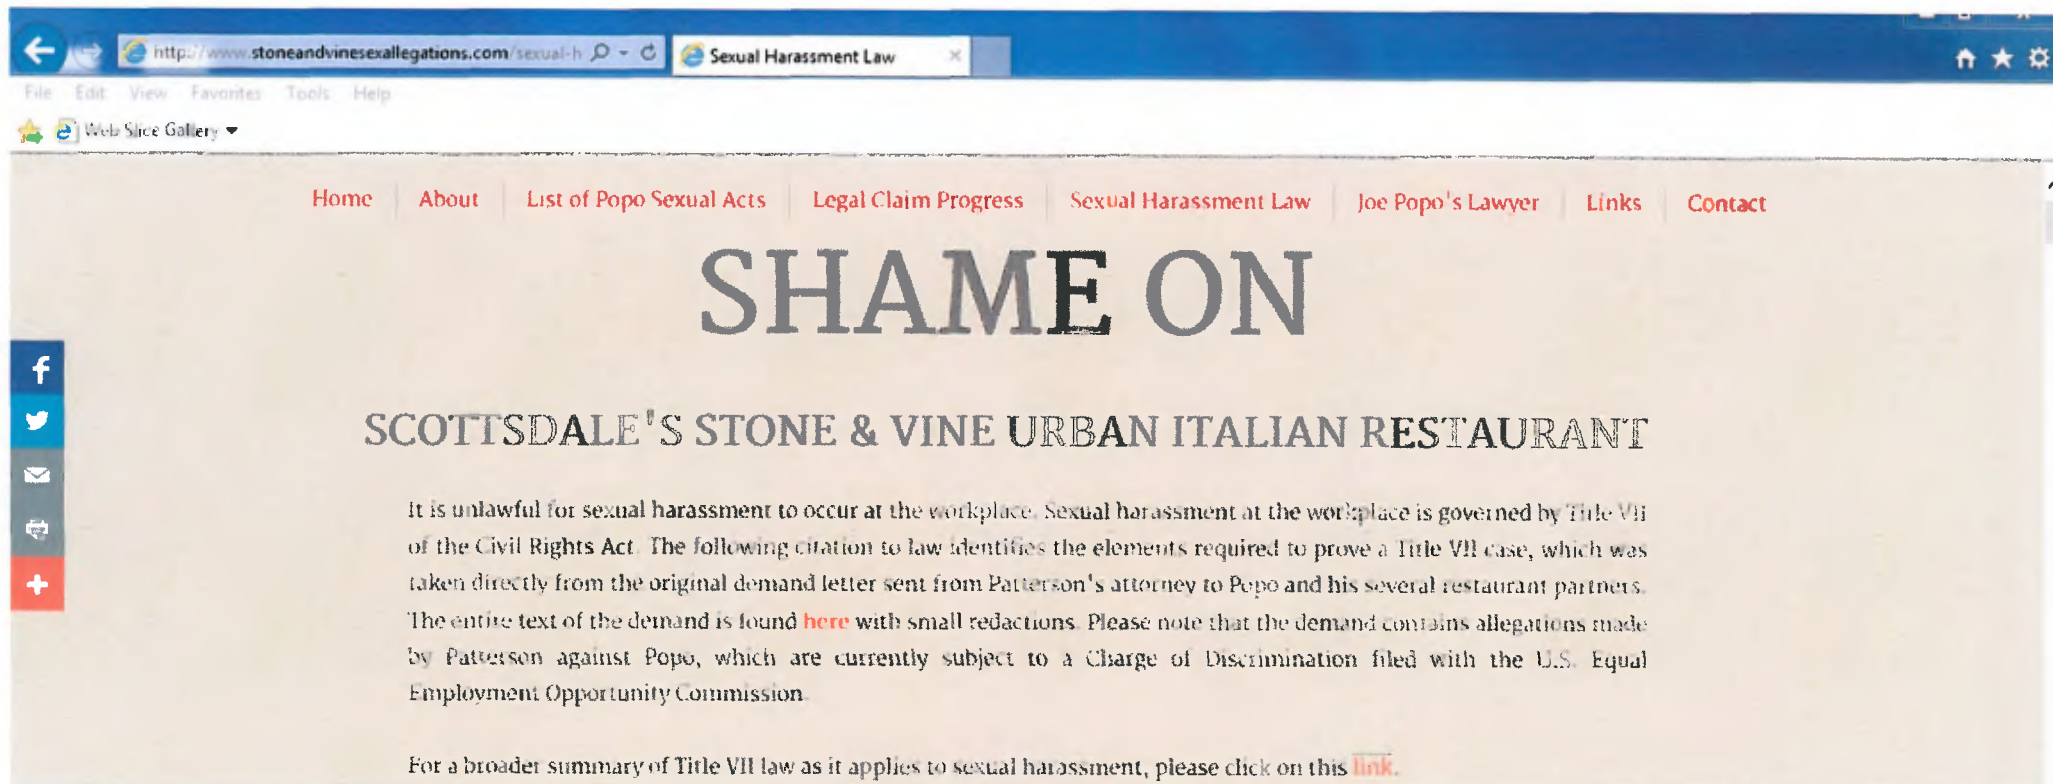 http://www.stoneandvinesexallegations.com/sexual-h
Sexual Harassment Law
File Edit View Favorites Tools Help
Web Slice Gallery
Home About List of Popo Sexual Acts Legal Claim Progress Sexual Harassment Law Joe Popo's Lawyer Links Contact
SHAME ON
SCOTTSDALE'S STONE & VINE URBAN ITALIAN RESTAURANT
It is unlawful for sexual harassment to occur at the workplace. Sexual harassment at the workplace is governed by Title VII
of the Civil Rights Act. The following citation to law identifies the elements required to prove a Title VII case, which was
taken directly from the original demand letter sent from Patterson's attorney to Popo and his several restaurant partners.
The entire text of the demand is found here with small redactions. Please note that the demand contains allegations made
by Patterson against Popo, which are currently subject to a Charge of Discrimination filed with the U.S. Equal
Employment Opportunity Commission.
For a broader summary of Title VII law as it applies to sexual harassment, please click on this link.